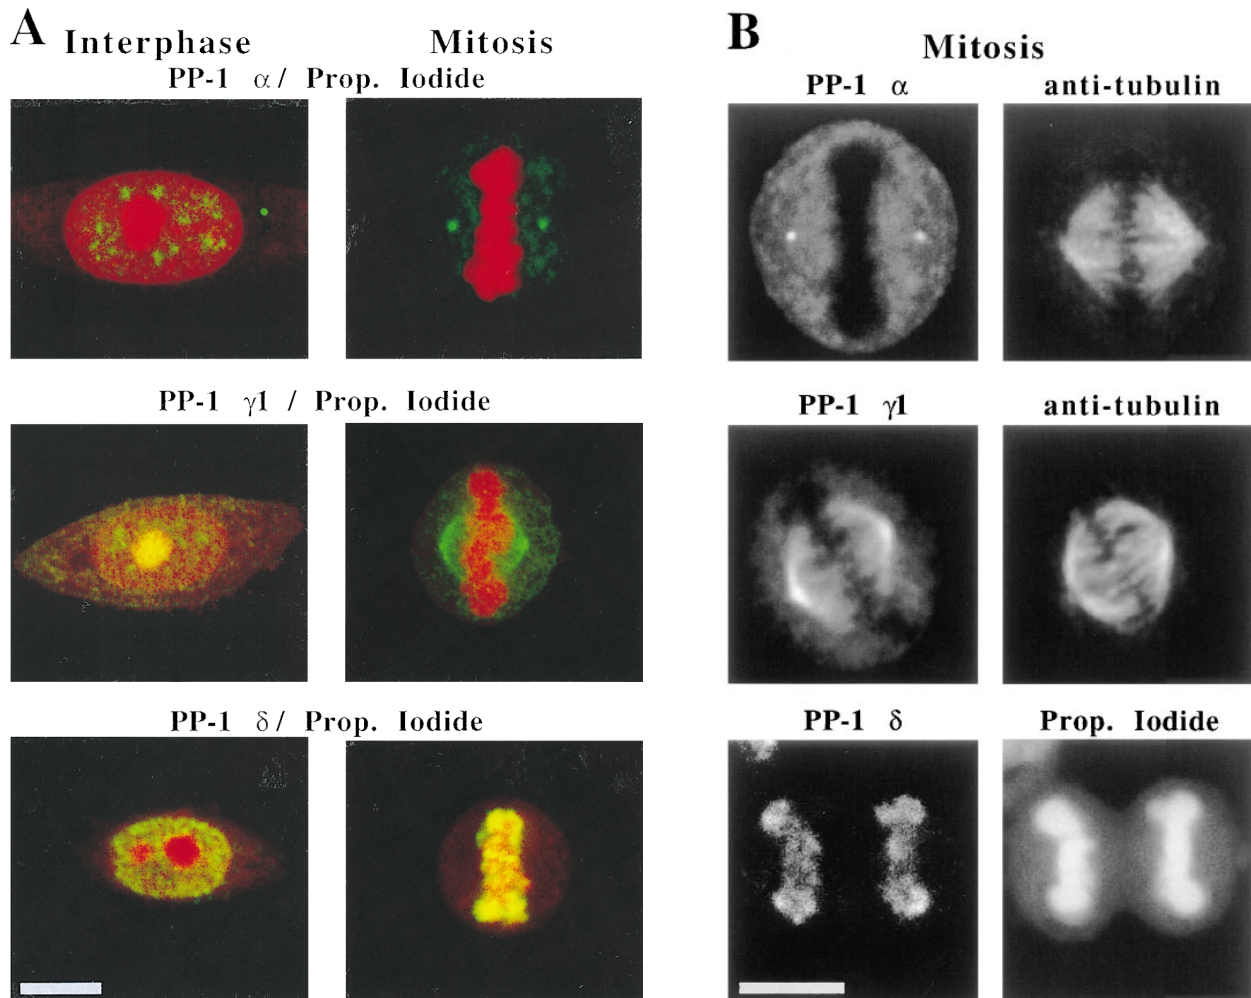 A
Interphase Mitosis
PP-1 α / Prop. Iodide
PP-1 γ1 / Prop. Iodide
PP-1 δ / Prop. Iodide
B
Mitosis
PP-1 α anti-tubulin
PP-1 γ1 anti-tubulin
PP-1 δ Prop. Iodide